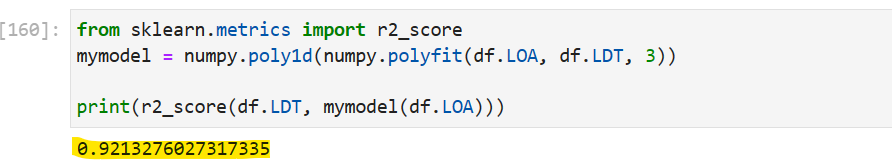 [160]:
from sklearn.metrics import r2_score
mymodel = numpy.poly1d(numpy.polyfit(df.LOA, df.LDT, 3))
print(r2_score(df.LDT, mymodel(df.LOA)))
0.9213276027317335